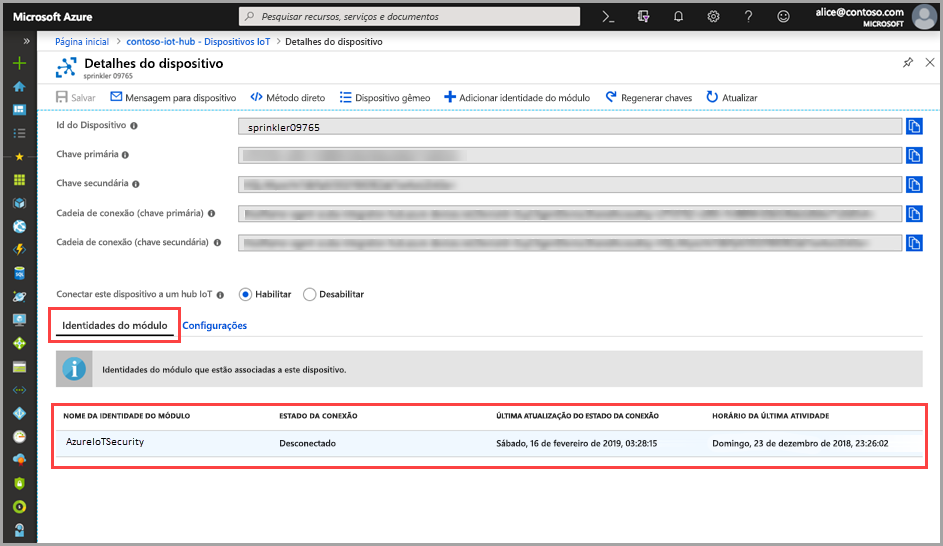 Microsoft Azure
Pesquisar recursos, serviços e documentos
alice@contoso.com
MICROSOFT
Página inicial > contoso-iot-hub - Dispositivos IoT > Detalhes do dispositivo
Detalhes do dispositivo
sprinkler 09765
Salvar Mensagem para dispositivo Método direto Dispositivo gêmeo Adicionar identidade do módulo Regenerar chaves Atualizar
Id do Dispositivo sprinkler09765
Chave primária
Chave secundária
Cadeia de conexão (chave primária)
Cadeia de conexão (chave secundária)
Conectar este dispositivo a um hub IoT Habilitar Desabilitar
Identidades do módulo Configurações
Identidades do módulo que estão associadas a este dispositivo.
NOME DA IDENTIDADE DO MÓDULO ESTADO DA CONEXÃO ÚLTIMA ATUALIZAÇÃO DO ESTADO DA CONEXÃO HORÁRIO DA ÚLTIMA ATIVIDADE
AzureIoTSecurity Desconectado Sábado, 16 de fevereiro de 2019, 03:28:15 Domingo, 23 de dezembro de 2018, 23:26:02